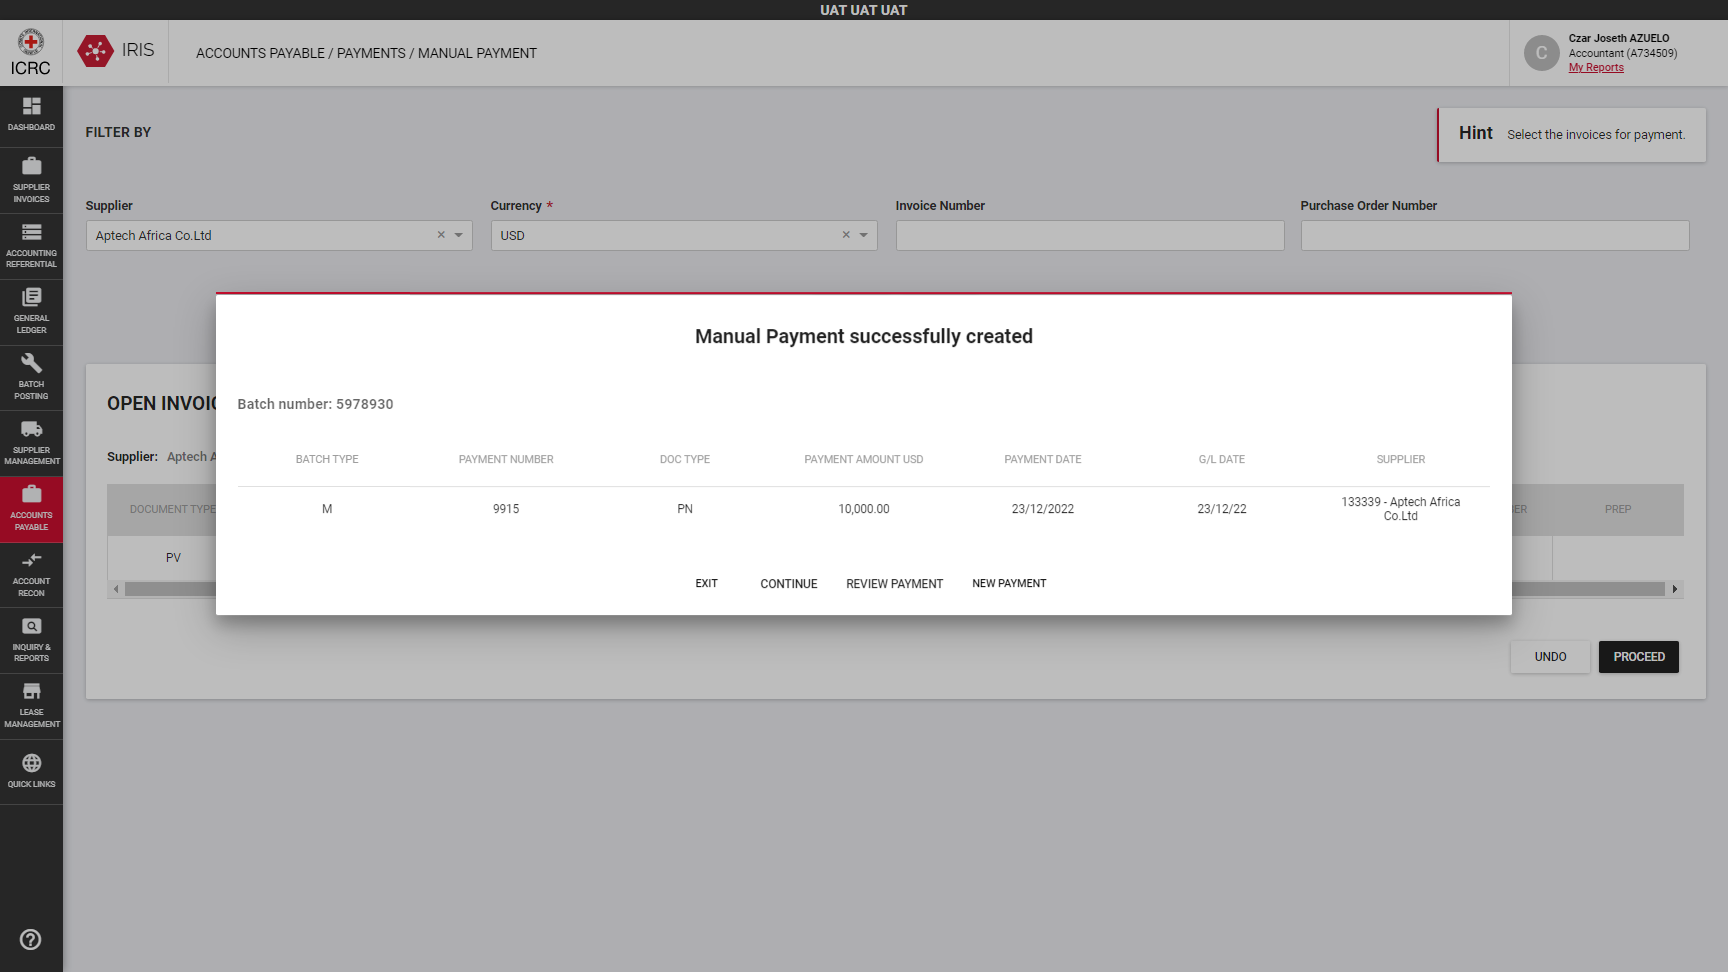 UAT UAT UAT
ICRC
IRIS
ACCOUNTS PAYABLE / PAYMENTS / MANUAL PAYMENT
C
Czar Joseth AZUELO
Accountant (A734509)
My Reports
DASHBOARD
SUPPLIER
INVOICES
ACCOUNTING
REFERENTIAL
GENERAL
LEDGER
BATCH
POSTING
SUPPLIER
MANAGEMENT
ACCOUNTS
PAYABLE
ACCOUNT
RECON
INQUIRY &
REPORTS
LEASE
MANAGEMENT
QUICK LINKS
FILTER BY
Hint Select the invoices for payment.
Supplier Currency * Invoice Number Purchase Order Number
Aptech Africa Co.Ltd × USD ×
Manual Payment successfully created
Batch number: 5978930
BATCH TYPE PAYMENT NUMBER DOC TYPE PAYMENT AMOUNT USD PAYMENT DATE G/L DATE SUPPLIER
M 9915 PN 10,000.00 23/12/2022 23/12/22 133339 - Aptech Africa
Co.Ltd
EXIT CONTINUE REVIEW PAYMENT NEW PAYMENT
OPEN
Supplier: Aptech
DOCUMENT TYPE PREP
PV
UNDO PROCEED